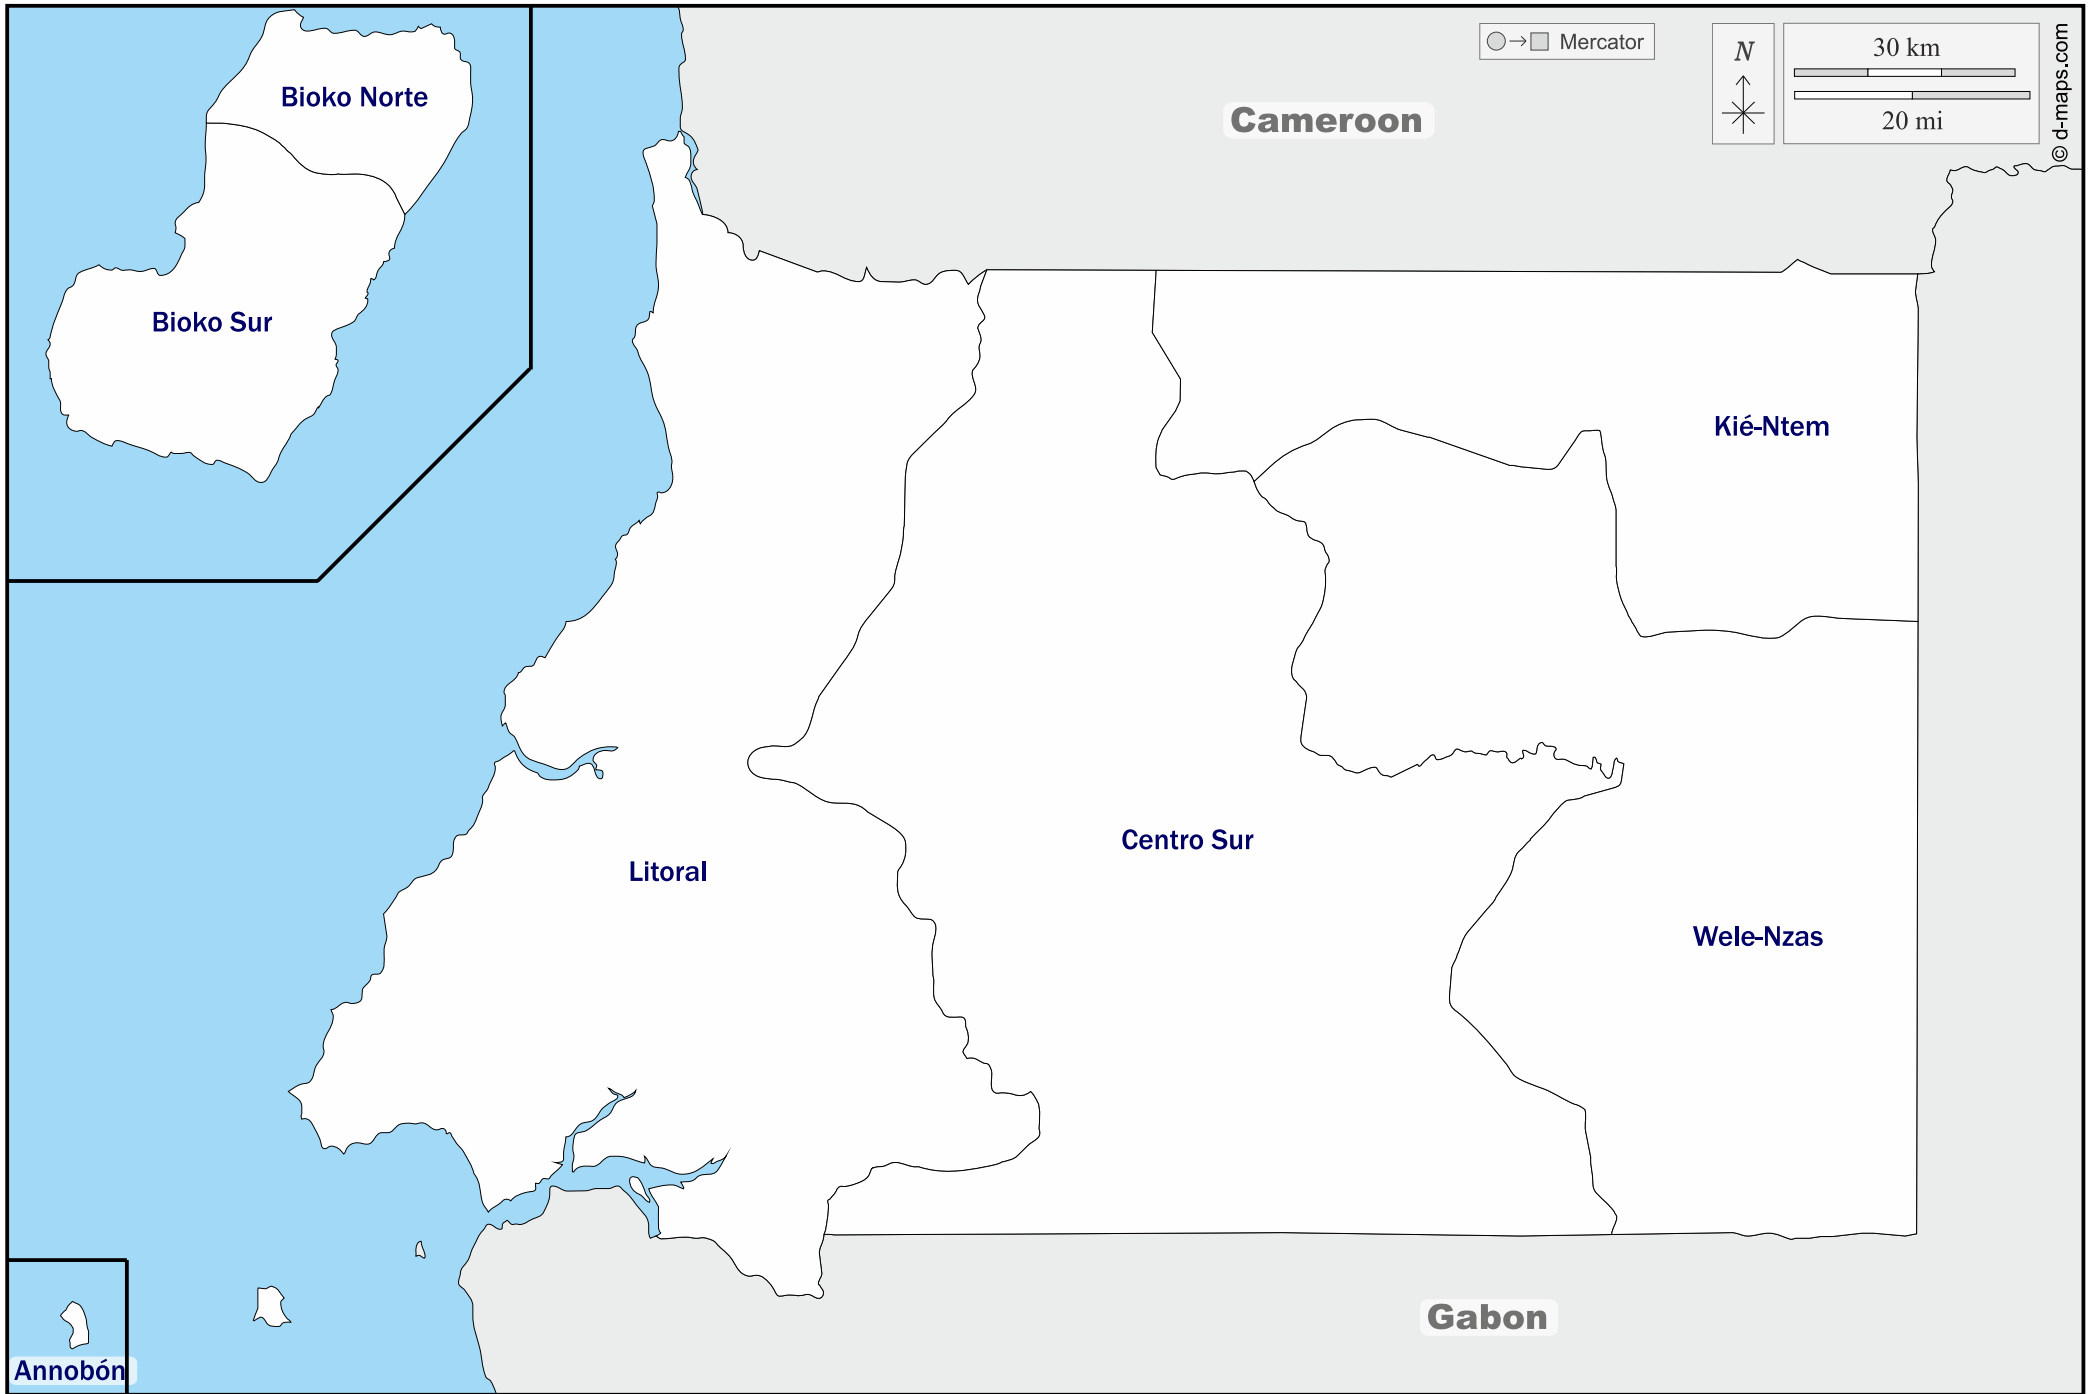 Mercator
N
30 km
20 mi
© d-maps.com
Bioko Norte
Cameroon
Bioko Sur
Kié-Ntem
Centro Sur
Litoral
Wele-Nzas
Gabon
Annobón